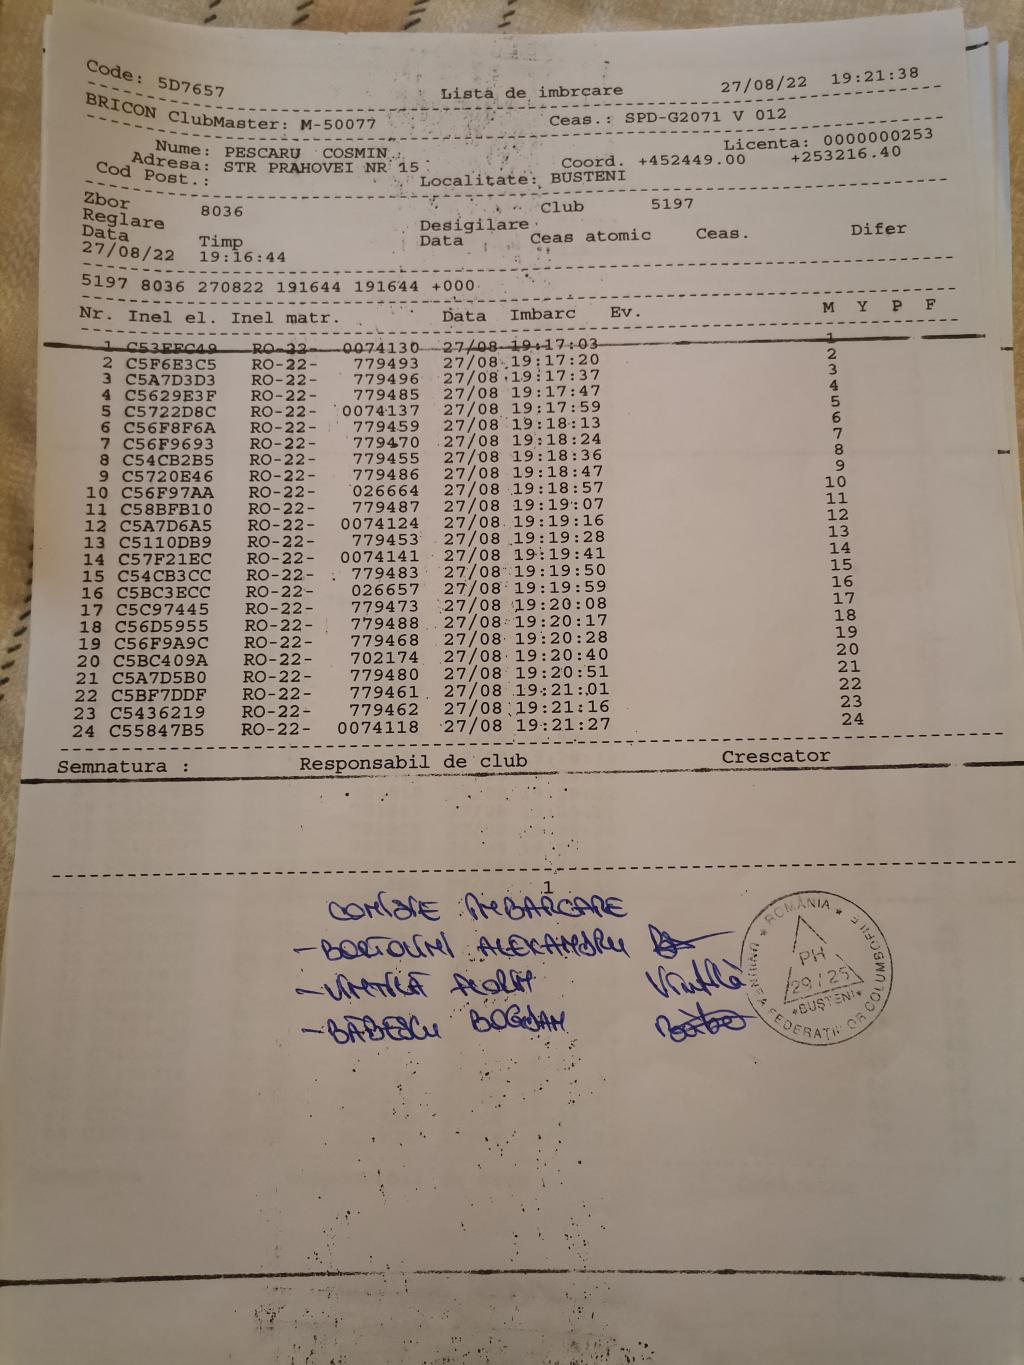 Code: 5D7657 Lista de imbrcare 27/08/22 19:21:38
BRICON ClubMaster: M-50077 Ceas.: SPD-G2071 V 012
Nume: PESCARU COSMIN Licenta: 0000000253
Adresa: STR PRAHOVEI NR 15 Coord. +452449.00 +253216.40
Cod Post.: Localitate: BUSTENI
Zbor 8036 Club 5197
Reglare Desigilare
Data Timp Data Ceas atomic Ceas. Difer
27/08/22 19:16:44
5197 8036 270822 191644 191644 +000
Nr. Inel el. Inel matr. Data Imbarc Ev. M Y P F
1 C53EFC49 RO-22- 0074130 27/08 19:17:03 1
2 C5F6E3C5 RO-22- 779493 27/08 19:17:20 2
3 C5A7D3D3 RO-22- 779496 27/08 19:17:37 3
4 C5629E3F RO-22- 779485 27/08 19:17:47 4
5 C5722D8C RO-22- 0074137 27/08 19:17:59 5
6 C56F8F6A RO-22- 779459 27/08 19:18:13 6
7 C56F9693 RO-22- 779470 27/08 19:18:24 7
8 C54CB2B5 RO-22- 779455 27/08 19:18:36 8
9 C5720E46 RO-22- 779486 27/08 19:18:47 9
10 C56F97AA RO-22- 026664 27/08 19:18:57 10
11 C58BFB10 RO-22- 779487 27/08 19:19:07 11
12 C5A7D6A5 RO-22- 0074124 27/08 19:19:16 12
13 C5110DB9 RO-22- 779453 27/08 19:19:28 13
14 C57F21EC RO-22- 0074141 27/08 19:19:41 14
15 C54CB3CC RO-22- 779483 27/08 19:19:50 15
16 C5BC3ECC RO-22- 026657 27/08 19:19:59 16
17 C5C97445 RO-22- 779473 27/08 19:20:08 17
18 C56D5955 RO-22- 779488 27/08 19:20:17 18
19 C56F9A9C RO-22- 779468 27/08 19:20:28 19
20 C5BC409A RO-22- 702174 27/08 19:20:40 20
21 C5A7D5B0 RO-22- 779480 27/08 19:20:51 21
22 C5BF7DDF RO-22- 779461 27/08 19:21:01 22
23 C5436219 RO-22- 779462 27/08 19:21:16 23
24 C55847B5 RO-22- 0074118 27/08 19:21:27 24
Semnatura : Responsabil de club Crescator
1
COMISIE IMBARCARE
- ALEXANDRU
- FLORIN
- BĂBESCU BOGDAN
ROMÂNIA
UNIUNEA FEDERAȚIILOR COLUMBOFILE
PH
29/25
*BUȘTENI*